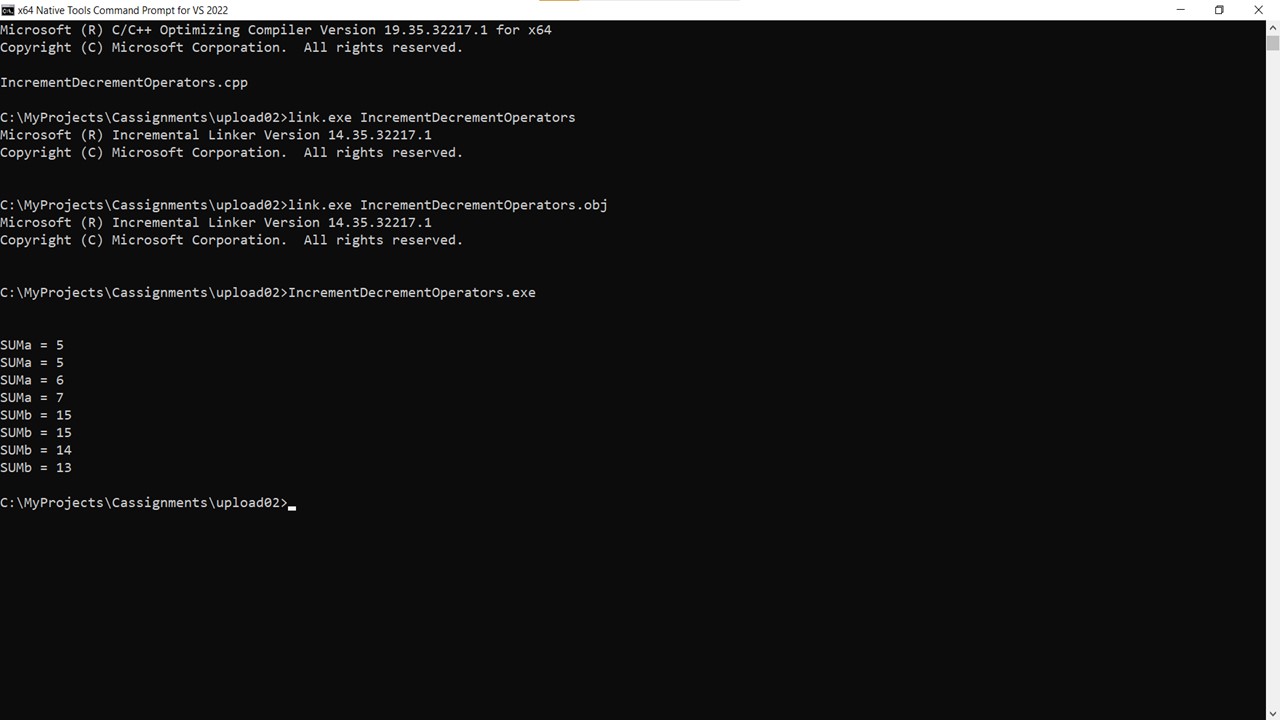 x64 Native Tools Command Prompt for VS 2022
Microsoft (R) C/C++ Optimizing Compiler Version 19.35.32217.1 for x64
Copyright (C) Microsoft Corporation.  All rights reserved.
IncrementDecrementOperators.cpp
C:\MyProjects\Cassignments\upload02>link.exe IncrementDecrementOperators
Microsoft (R) Incremental Linker Version 14.35.32217.1
Copyright (C) Microsoft Corporation.  All rights reserved.
C:\MyProjects\Cassignments\upload02>link.exe IncrementDecrementOperators.obj
Microsoft (R) Incremental Linker Version 14.35.32217.1
Copyright (C) Microsoft Corporation.  All rights reserved.
C:\MyProjects\Cassignments\upload02>IncrementDecrementOperators.exe
SUMa = 5
SUMa = 5
SUMa = 6
SUMa = 7
SUMb = 15
SUMb = 15
SUMb = 14
SUMb = 13
C:\MyProjects\Cassignments\upload02>